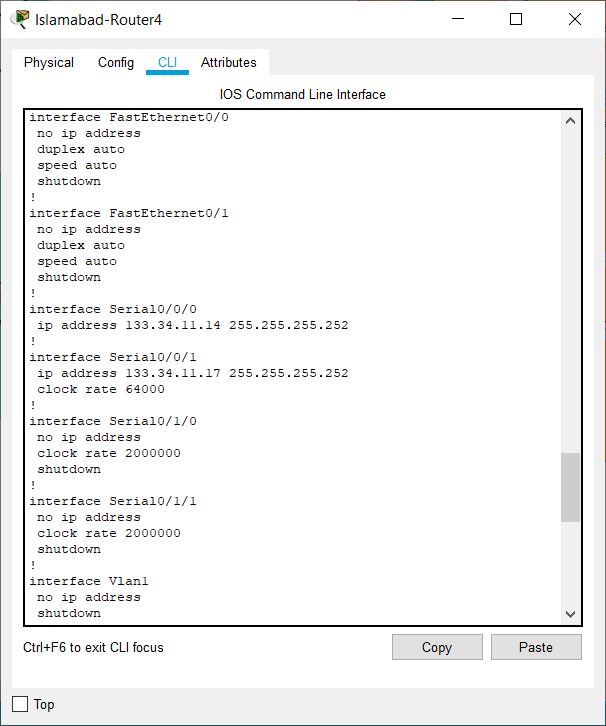 Islamabad-Router4
Physical Config CLI Attributes
IOS Command Line Interface
interface FastEthernet0/0
 no ip address
 duplex auto
 speed auto
 shutdown
!
interface FastEthernet0/1
 no ip address
 duplex auto
 speed auto
 shutdown
!
interface Serial0/0/0
 ip address 133.34.11.14 255.255.255.252
!
interface Serial0/0/1
 ip address 133.34.11.17 255.255.255.252
 clock rate 64000
!
interface Serial0/1/0
 no ip address
 clock rate 2000000
 shutdown
!
interface Serial0/1/1
 no ip address
 clock rate 2000000
 shutdown
!
interface Vlan1
 no ip address
 shutdown
Ctrl+F6 to exit CLI focus Copy Paste
Top